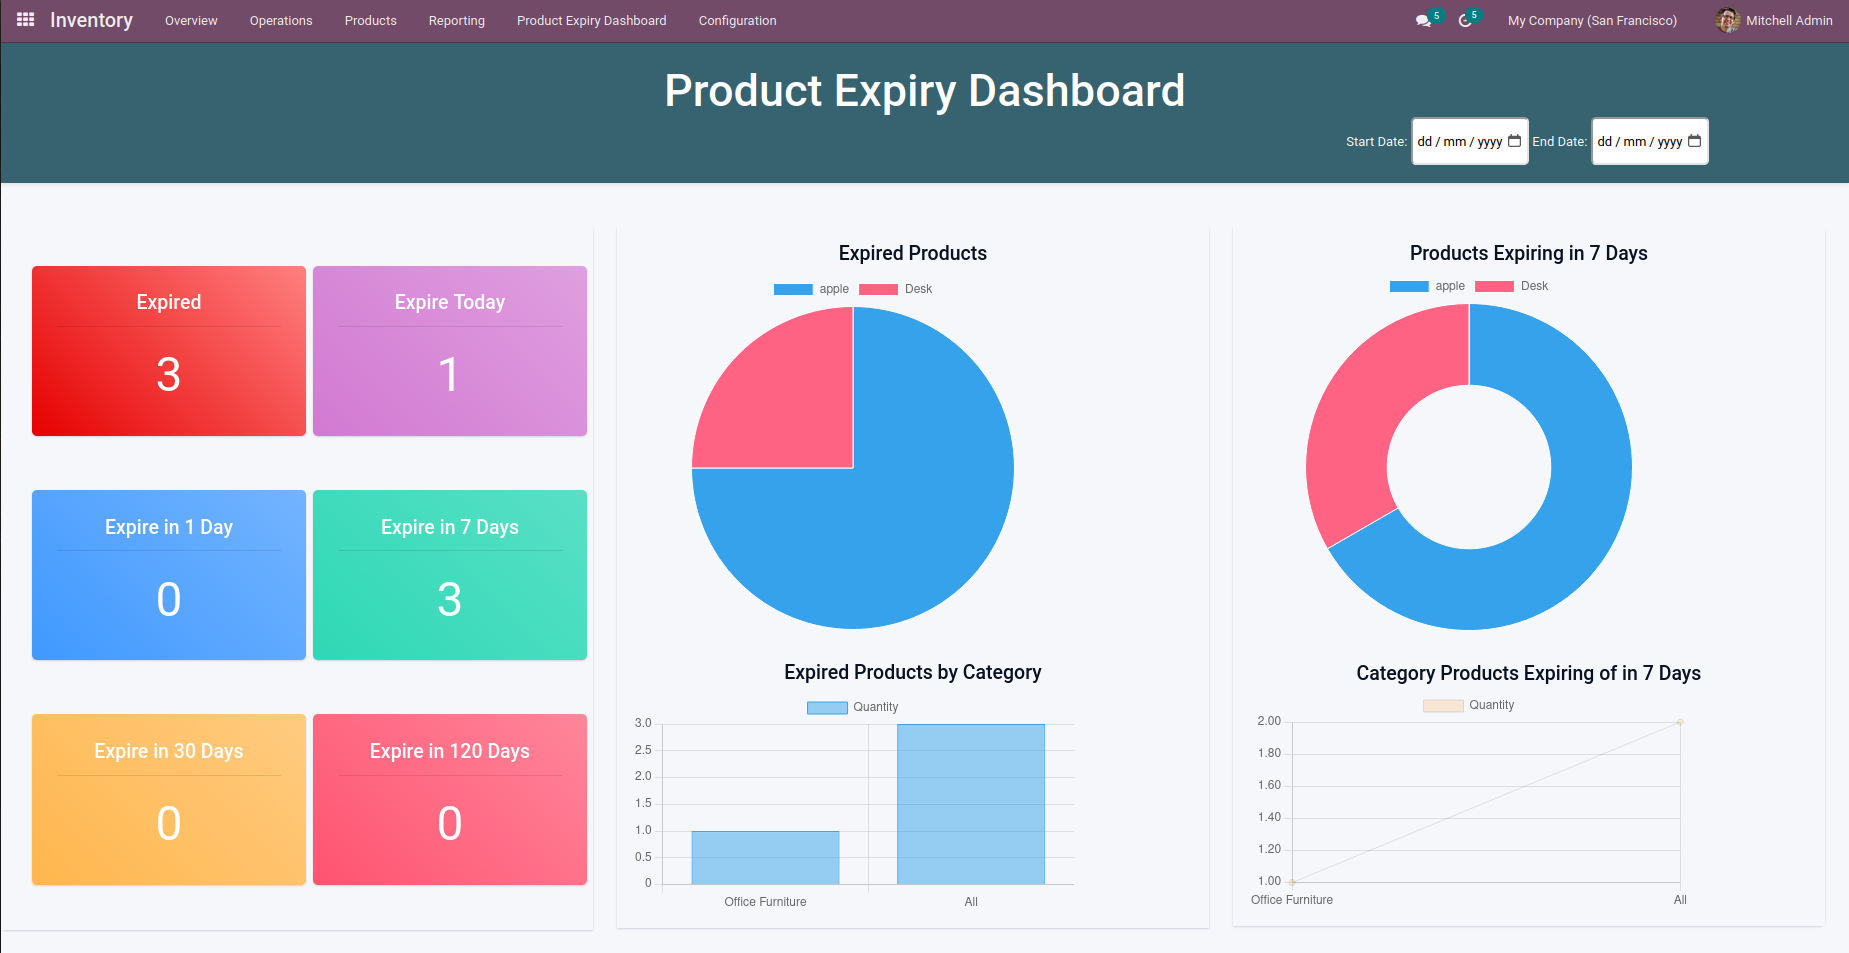 Inventory Overview Operations Products Reporting Product Expiry Dashboard Configuration 5 5 My Company (San Francisco) Mitchell Admin
Product Expiry Dashboard
Start Date: dd / mm / yyyy End Date: dd / mm / yyyy
Expired
3
Expire Today
1
Expire in 1 Day
0
Expire in 7 Days
3
Expire in 30 Days
0
Expire in 120 Days
0
Expired Products
apple Desk
Expired Products by Category
Quantity
3.0
2.5
2.0
1.5
1.0
0.5
0
Office Furniture All
Products Expiring in 7 Days
apple Desk
Category Products Expiring of in 7 Days
Quantity
2.00
1.80
1.60
1.40
1.20
1.00
Office Furniture All